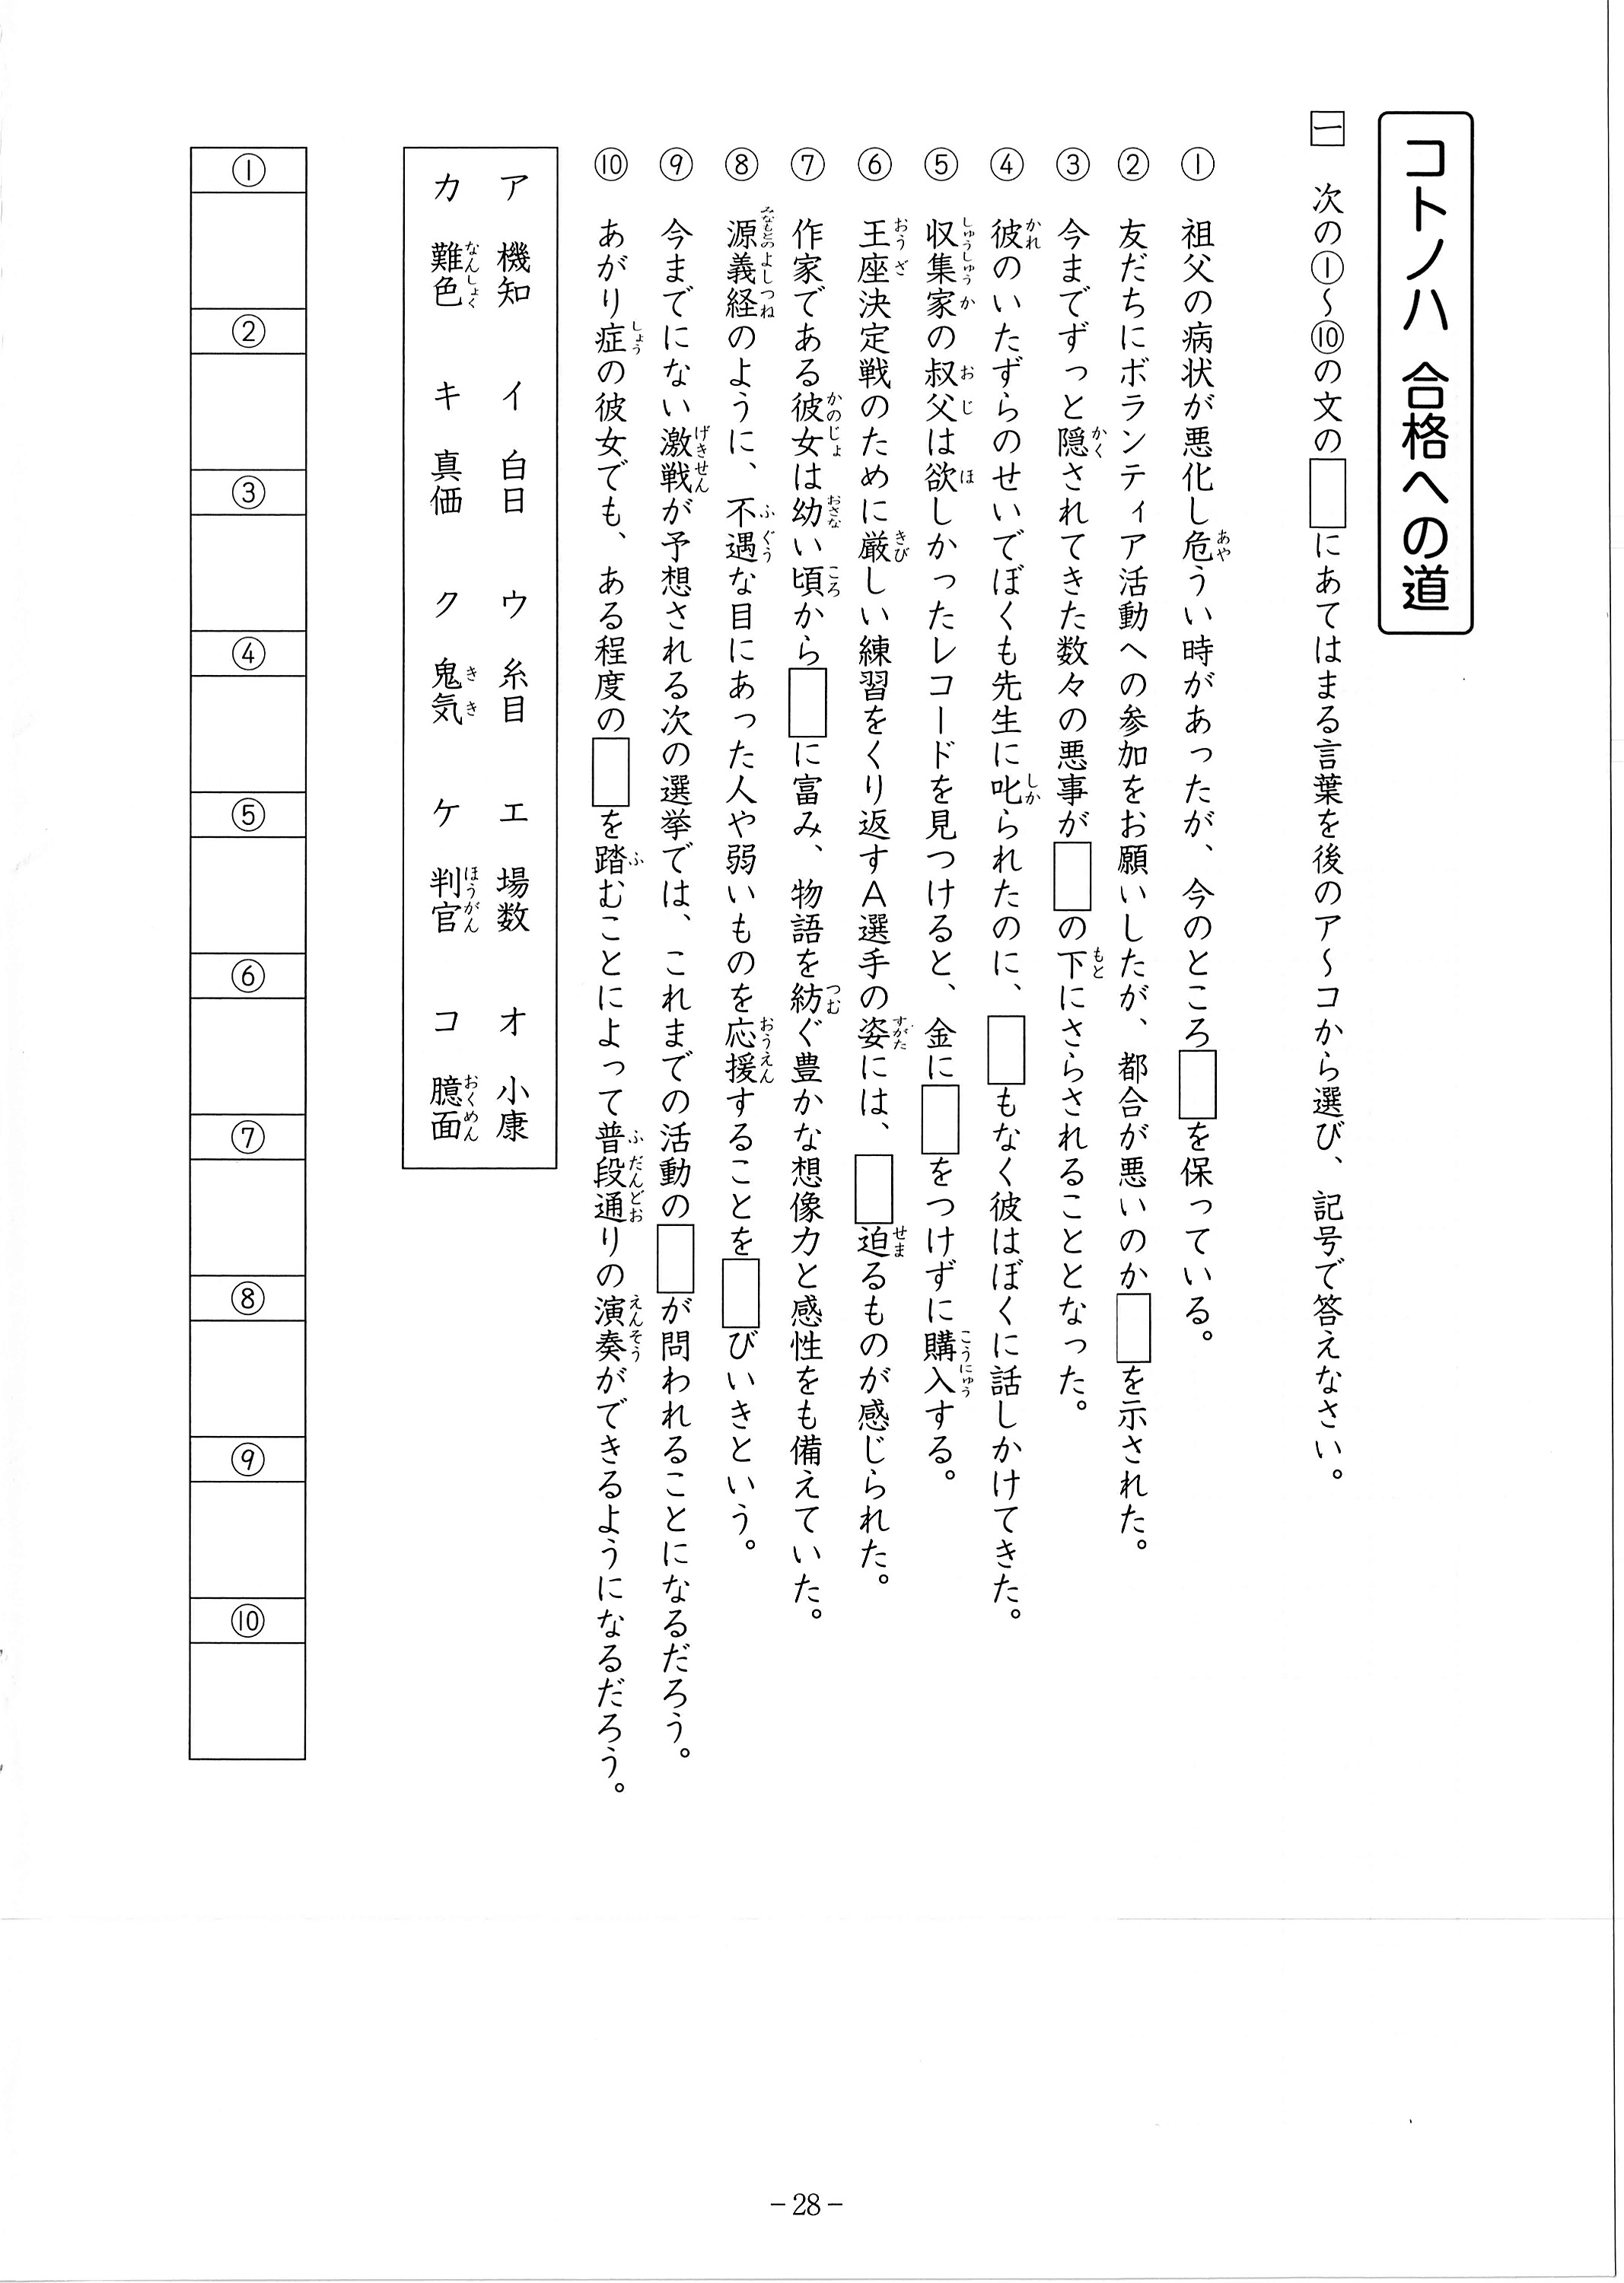 コトノハ 合格への道
一 次の①～⑩の文の□にあてはまる言葉を後のア～コから選び、記号で答えなさい。
① 祖父の病状が悪化し危うい時があったが、今のところ□を保っている。
② 友だちにボランティア活動への参加をお願いしたが、都合が悪いのか□を示された。
③ 今までずっと隠されてきた数々の悪事が□の下にさらされることとなった。
④ 彼のいたずらのせいでぼくも先生に叱られたのに、□もなく彼はぼくに話しかけてきた。
⑤ 収集家の叔父は欲しかったレコードを見つけると、金に□をつけずに購入する。
⑥ 王座決定戦のために厳しい練習をくり返すA選手の姿には、□迫るものが感じられた。
⑦ 作家である彼女は幼い頃から□に富み、物語を紡ぐ豊かな想像力と感性をも備えていた。
⑧ 源義経のように、不遇な目にあった人や弱いものを応援することを□びいきという。
⑨ 今までにない激戦が予想される次の選挙では、これまでの活動の□が問われることになるだろう。
⑩ あがり症の彼女でも、ある程度の□を踏むことによって普段通りの演奏ができるようになるだろう。
ア 機知 イ 白日 ウ 糸目 エ 場数 オ 小康
カ 難色 キ 真価 ク 鬼気 ケ 判官 コ 臆面
① ② ③ ④ ⑤ ⑥ ⑦ ⑧ ⑨ ⑩
－28－